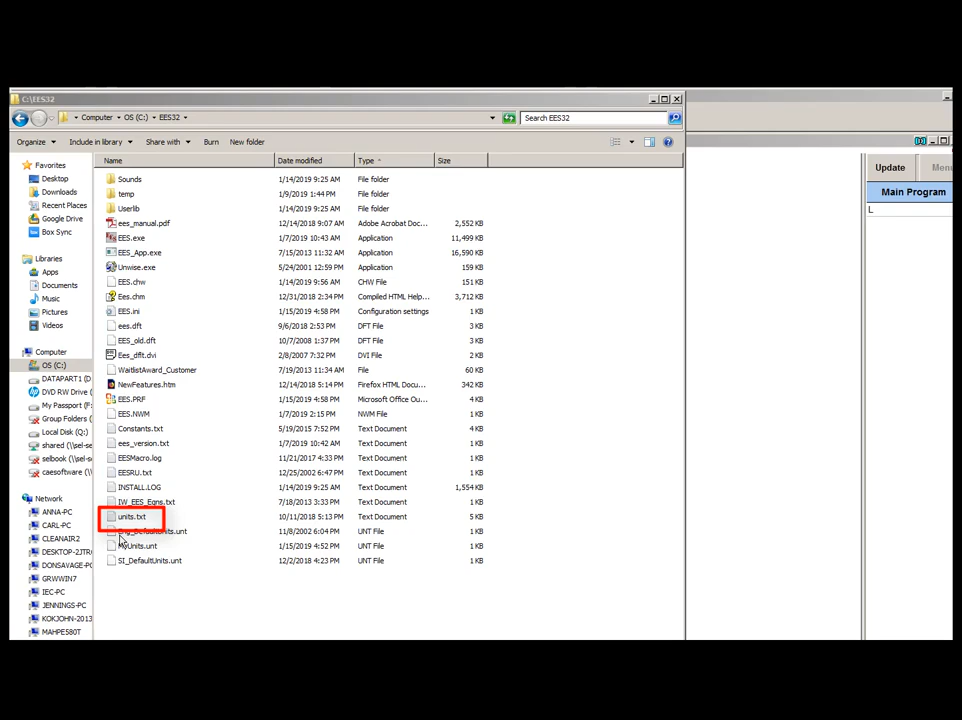 C:\EES32
Computer
OS (C:)
EES32
Search EES32
Organize
Include in library
Share with
Burn
New folder
Update
Main Program
L
Name
Date modified
Type
Size
Favorites
Desktop
Downloads
Recent Places
Google Drive
Box Sync
Libraries
Apps
Documents
Music
Pictures
Videos
Computer
OS (C:)
DATAPART1 (D
DVD RW Drive (
My Passport (F:
Group Folders (
Local Disk (Q:)
shared (\\sel-s
selbook (\\sel-
caesoftware (\\
Network
ANNA-PC
CARL-PC
CLEANAIR2
DESKTOP-2JTR
DONSAVAGE-PC
GRWWIN7
IEC-PC
JENNINGS-PC
KOKJOHN-2013
MAHPE580T
Sounds 1/14/2019 9:25 AM File folder
temp 1/9/2019 1:44 PM File folder
Userlib 1/14/2019 9:25 AM File folder
ees_manual.pdf 12/14/2018 9:07 AM Adobe Acrobat Doc... 2,552 KB
EES.exe 1/7/2019 10:43 AM Application 11,499 KB
EES_App.exe 7/15/2013 11:32 AM Application 16,590 KB
Unwise.exe 5/24/2001 12:59 PM Application 159 KB
EES.chw 1/14/2019 9:56 AM CHW File 151 KB
Ees.chm 12/31/2018 2:34 PM Compiled HTML Help... 3,712 KB
EES.ini 1/15/2019 4:58 PM Configuration settings 1 KB
ees.dft 9/6/2018 2:53 PM DFT File 3 KB
EES_old.dft 10/7/2008 1:37 PM DFT File 3 KB
Ees_dflt.dvi 2/8/2007 7:32 PM DVI File 2 KB
WaitlistAward_Customer 7/19/2013 11:34 AM File 60 KB
NewFeatures.htm 12/14/2018 5:14 PM Firefox HTML Docu... 342 KB
EES.PRF 1/15/2019 4:58 PM Microsoft Office Ou... 4 KB
EES.NWM 1/7/2019 2:15 PM NWM File 1 KB
Constants.txt 5/19/2015 7:52 PM Text Document 4 KB
ees_version.txt 1/7/2019 10:42 AM Text Document 1 KB
EESMacro.log 11/21/2017 4:33 PM Text Document 1 KB
EESRU.txt 12/25/2002 6:47 PM Text Document 1 KB
INSTALL.LOG 1/14/2019 9:25 AM Text Document 1,554 KB
IW_EES_Eqns.txt 7/18/2013 3:33 PM Text Document 1 KB
units.txt 10/11/2018 5:13 PM Text Document 5 KB
Eng_DefaultUnits.unt 11/8/2002 6:04 PM UNT File 1 KB
MyUnits.unt 1/15/2019 4:52 PM UNT File 1 KB
SI_DefaultUnits.unt 12/2/2018 4:23 PM UNT File 1 KB